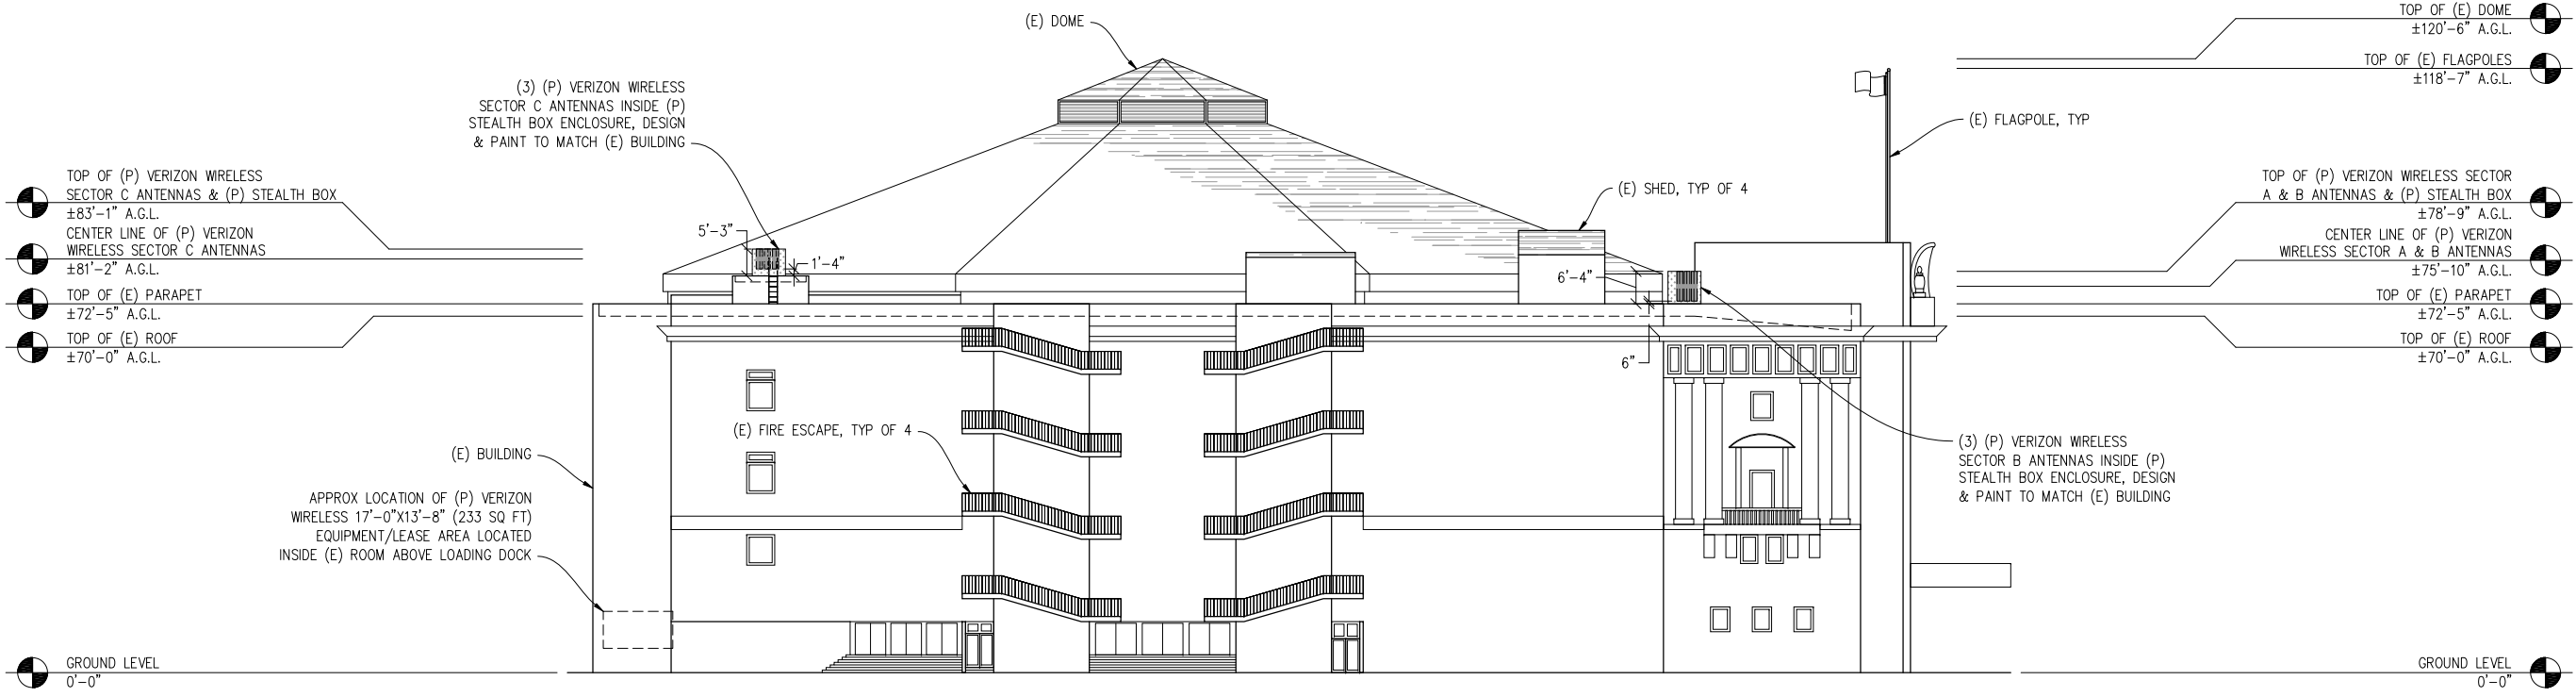 (E) DOME
(3) (P) VERIZON WIRELESS
SECTOR C ANTENNAS INSIDE (P)
STEALTH BOX ENCLOSURE, DESIGN
& PAINT TO MATCH (E) BUILDING
TOP OF (P) VERIZON WIRELESS
SECTOR C ANTENNAS & (P) STEALTH BOX
±83'-1" A.G.L.
CENTER LINE OF (P) VERIZON
WIRELESS SECTOR C ANTENNAS
±81'-2" A.G.L.
TOP OF (E) PARAPET
±72'-5" A.G.L.
TOP OF (E) ROOF
±70'-0" A.G.L.
5'-3"
1'-4"
(E) FIRE ESCAPE, TYP OF 4
(E) BUILDING
APPROX LOCATION OF (P) VERIZON
WIRELESS 17'-0"X13'-8" (233 SQ FT)
EQUIPMENT/LEASE AREA LOCATED
INSIDE (E) ROOM ABOVE LOADING DOCK
GROUND LEVEL
0'-0"
TOP OF (E) DOME
±120'-6" A.G.L.
TOP OF (E) FLAGPOLES
±118'-7" A.G.L.
(E) FLAGPOLE, TYP
(E) SHED, TYP OF 4
TOP OF (P) VERIZON WIRELESS SECTOR
A & B ANTENNAS & (P) STEALTH BOX
±78'-9" A.G.L.
CENTER LINE OF (P) VERIZON
WIRELESS SECTOR A & B ANTENNAS
±75'-10" A.G.L.
TOP OF (E) PARAPET
±72'-5" A.G.L.
TOP OF (E) ROOF
±70'-0" A.G.L.
6'-4"
6"
(3) (P) VERIZON WIRELESS
SECTOR B ANTENNAS INSIDE (P)
STEALTH BOX ENCLOSURE, DESIGN
& PAINT TO MATCH (E) BUILDING
GROUND LEVEL
0'-0"